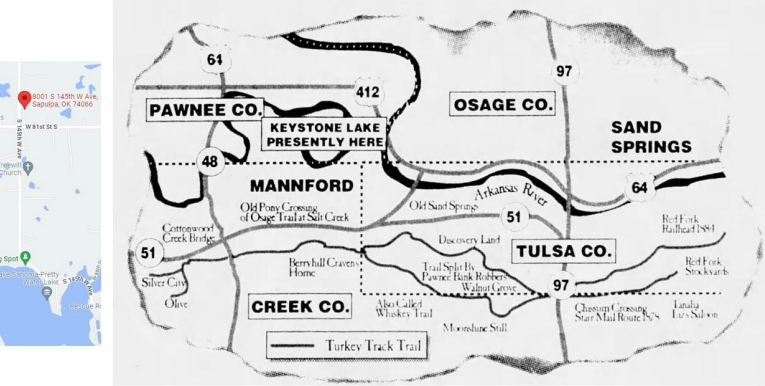 8001 S 145th W Ave,
Sapulpa, OK 74066
S 145th W Ave
W 81st St S
Freewill
Church
g Spot
Pretty
Water Lake
S 145th W Ave
64
97
412
PAWNEE CO.
OSAGE CO.
KEYSTONE LAKE
PRESENTLY HERE
SAND
SPRINGS
48
MANNFORD
64
Arkansas River
Old Pony Crossing
of Osage Trail at Salt Creek
Old Sand Springs
51
Red Fork
Railhead 1884
Cottonwood
Creek Bridge
Discovery Land
TULSA CO.
51
Berryhill Cravens
Home
Trail Split By
Pawnee Bank Robbers
Walnut Grove
Red Fork
Stockyards
Silver City
97
Olive
CREEK CO.
Also Called
Whiskey Trail
Chissum Crossing
Starr Mail Route 1878
Tanaha
Lizs Saloon
Moonshine Still
Turkey Track Trail